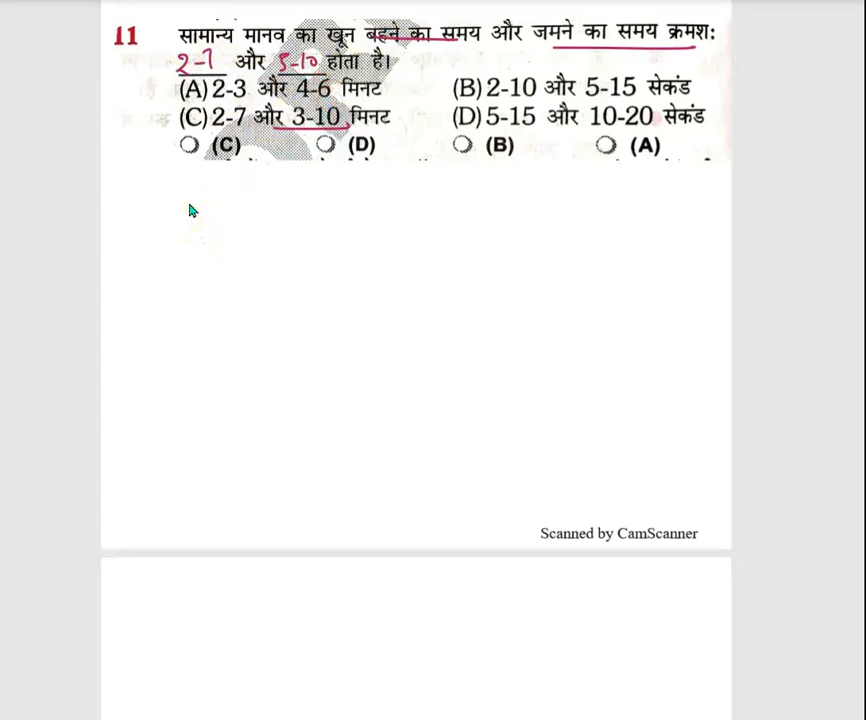 11 सामान्य मानव का खून बहने का समय और जमने का समय क्रमश:
2-7 और 5-10 होता है।
(A) 2-3 और 4-6 मिनट (B) 2-10 और 5-15 सेकंड
(C) 2-7 और 3-10 मिनट (D) 5-15 और 10-20 सेकंड
(C) (D) (B) (A)
Scanned by CamScanner